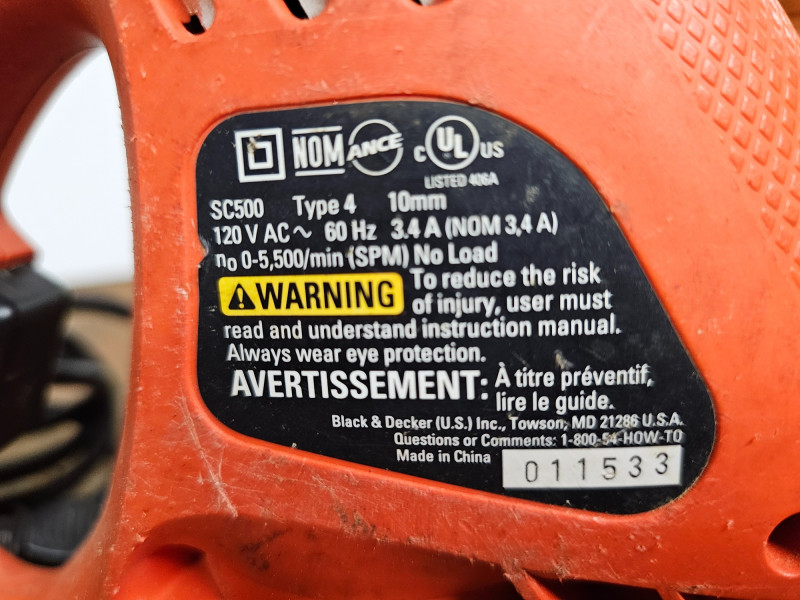 NOM ANCE c UL US
LISTED 406A
SC500 Type 4 10mm
120 V AC~ 60 Hz 3.4 A (NOM 3,4 A)
no 0-5,500/min (SPM) No Load
⚠WARNING To reduce the risk
of injury, user must
read and understand instruction manual.
Always wear eye protection.
AVERTISSEMENT: À titre préventif,
lire le guide.
Black & Decker (U.S.) Inc., Towson, MD 21286 U.S.A.
Questions or Comments: 1-800-54-HOW-TO
Made in China 011533